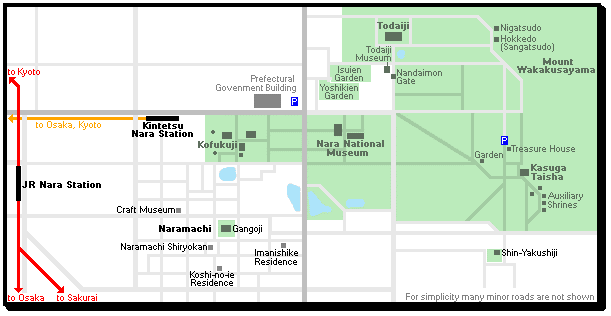 Todaiji
Nigatsudo
Hokkedo
(Sangatsudo)
Todaiji
Museum
Mount
Wakakusayama
to Kyoto
Isuien
Garden
Nandaimon
Gate
Prefectural
Government Building
P
Yoshikien
Garden
to Osaka, Kyoto
Kintetsu
Nara Station
Kofukuji
Nara National
Museum
P
Treasure House
Garden
Kasuga
Taisha
JR Nara Station
Auxiliary
Shrines
Craft Museum
Naramachi
Gangoji
Naramachi Shiryokan
Imanishike
Residence
Shin-Yakushiji
Koshi-no-ie
Residence
to Osaka
to Sakurai
For simplicity many minor roads are not shown